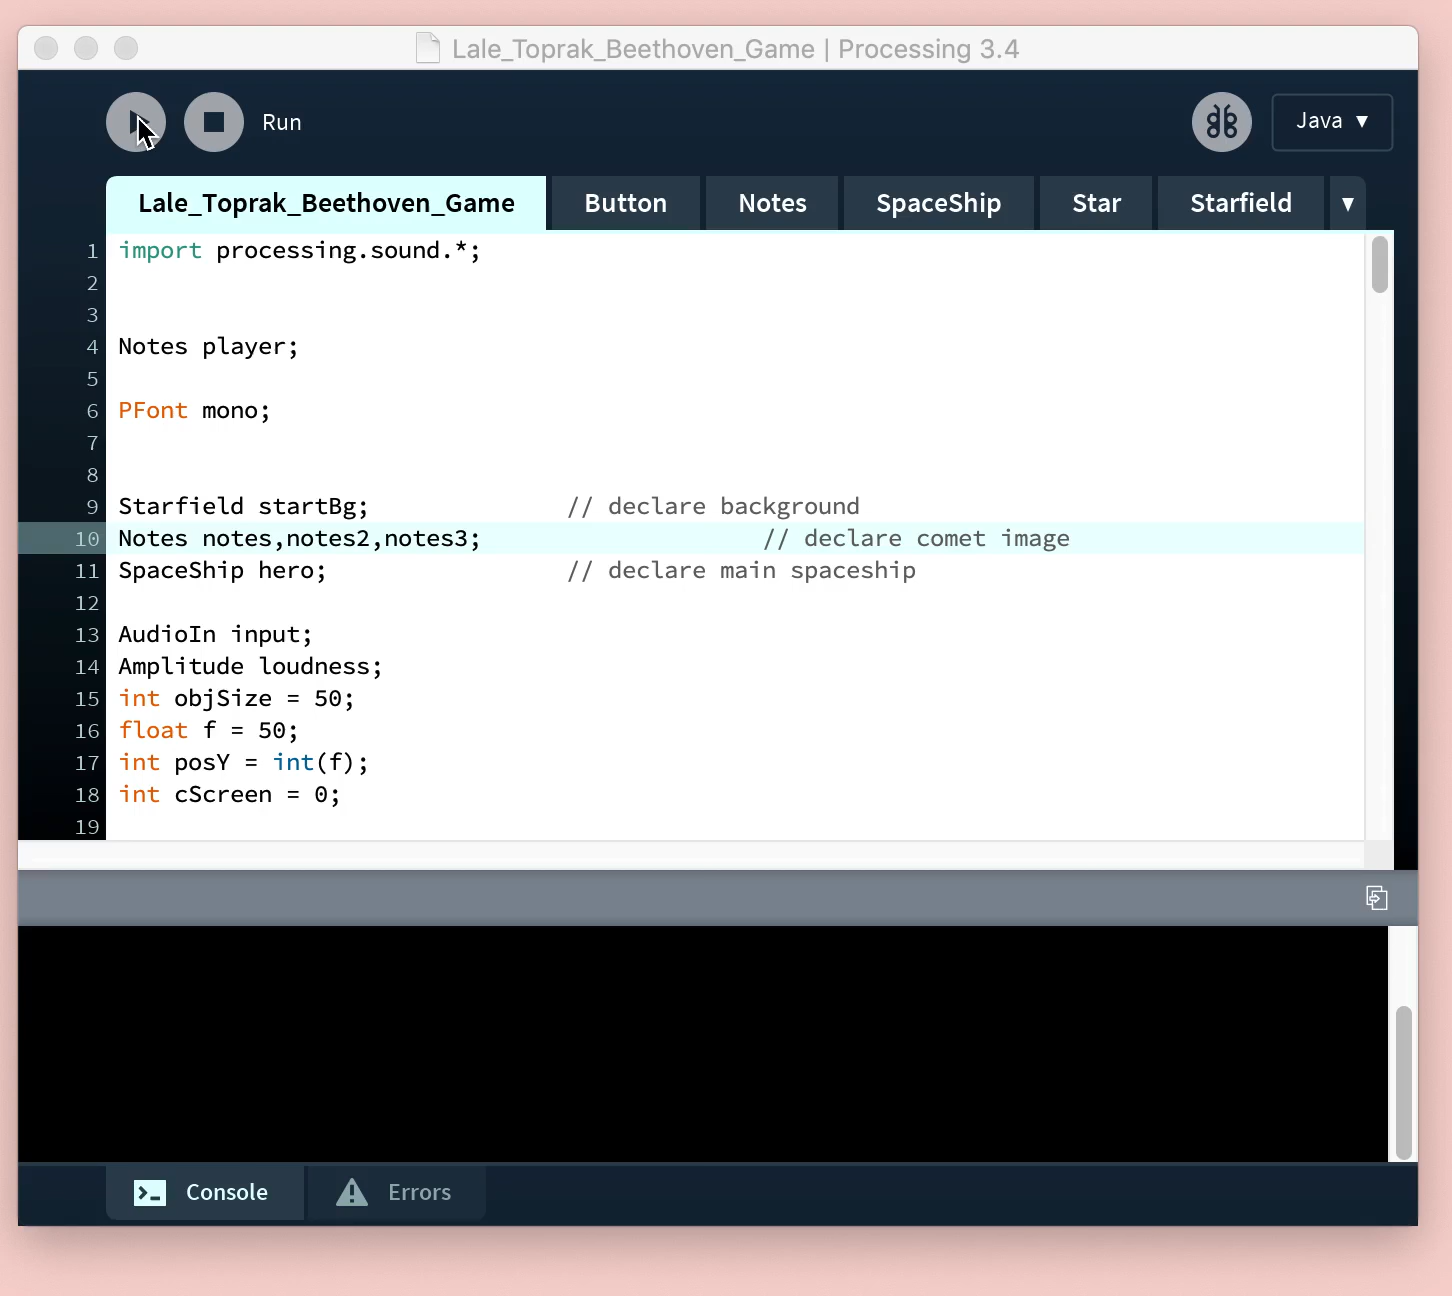 Lale_Toprak_Beethoven_Game | Processing 3.4
Run
Java ▼
Lale_Toprak_Beethoven_Game Button Notes SpaceShip Star Starfield ▼
1 import processing.sound.*;
2
3
4 Notes player;
5
6 PFont mono;
7
8
9 Starfield startBg; // declare background
10 Notes notes,notes2,notes3; // declare comet image
11 SpaceShip hero; // declare main spaceship
12
13 AudioIn input;
14 Amplitude loudness;
15 int objSize = 50;
16 float f = 50;
17 int posY = int(f);
18 int cScreen = 0;
19
Console Errors